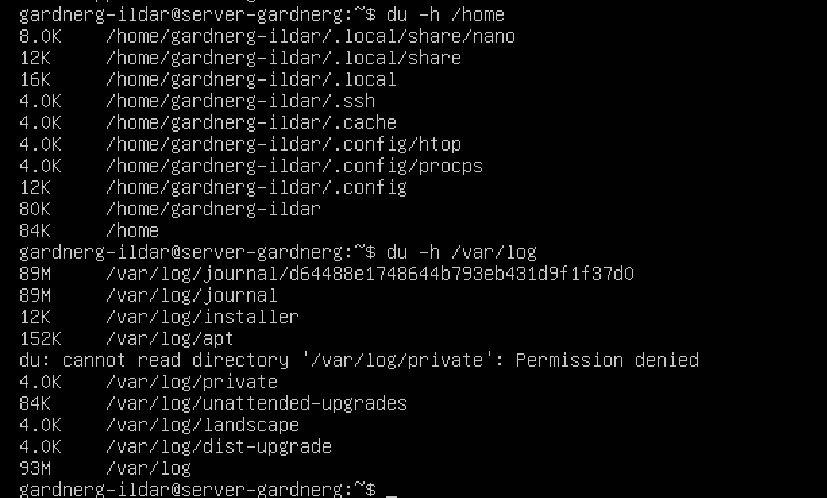 gardnerg-ildar@server-gardnerg:~$ du -h /home
8.0K /home/gardnerg-ildar/.local/share/nano
12K /home/gardnerg-ildar/.local/share
16K /home/gardnerg-ildar/.local
4.0K /home/gardnerg-ildar/.ssh
4.0K /home/gardnerg-ildar/.cache
4.0K /home/gardnerg-ildar/.config/htop
4.0K /home/gardnerg-ildar/.config/procps
12K /home/gardnerg-ildar/.config
80K /home/gardnerg-ildar
84K /home
gardnerg-ildar@server-gardnerg:~$ du -h /var/log
89M /var/log/journal/d64488e1748644b793eb431d9f1f37d0
89M /var/log/journal
12K /var/log/installer
152K /var/log/apt
du: cannot read directory '/var/log/private': Permission denied
4.0K /var/log/private
84K /var/log/unattended-upgrades
4.0K /var/log/landscape
4.0K /var/log/dist-upgrade
93M /var/log
gardnerg-ildar@server-gardnerg:~$ _